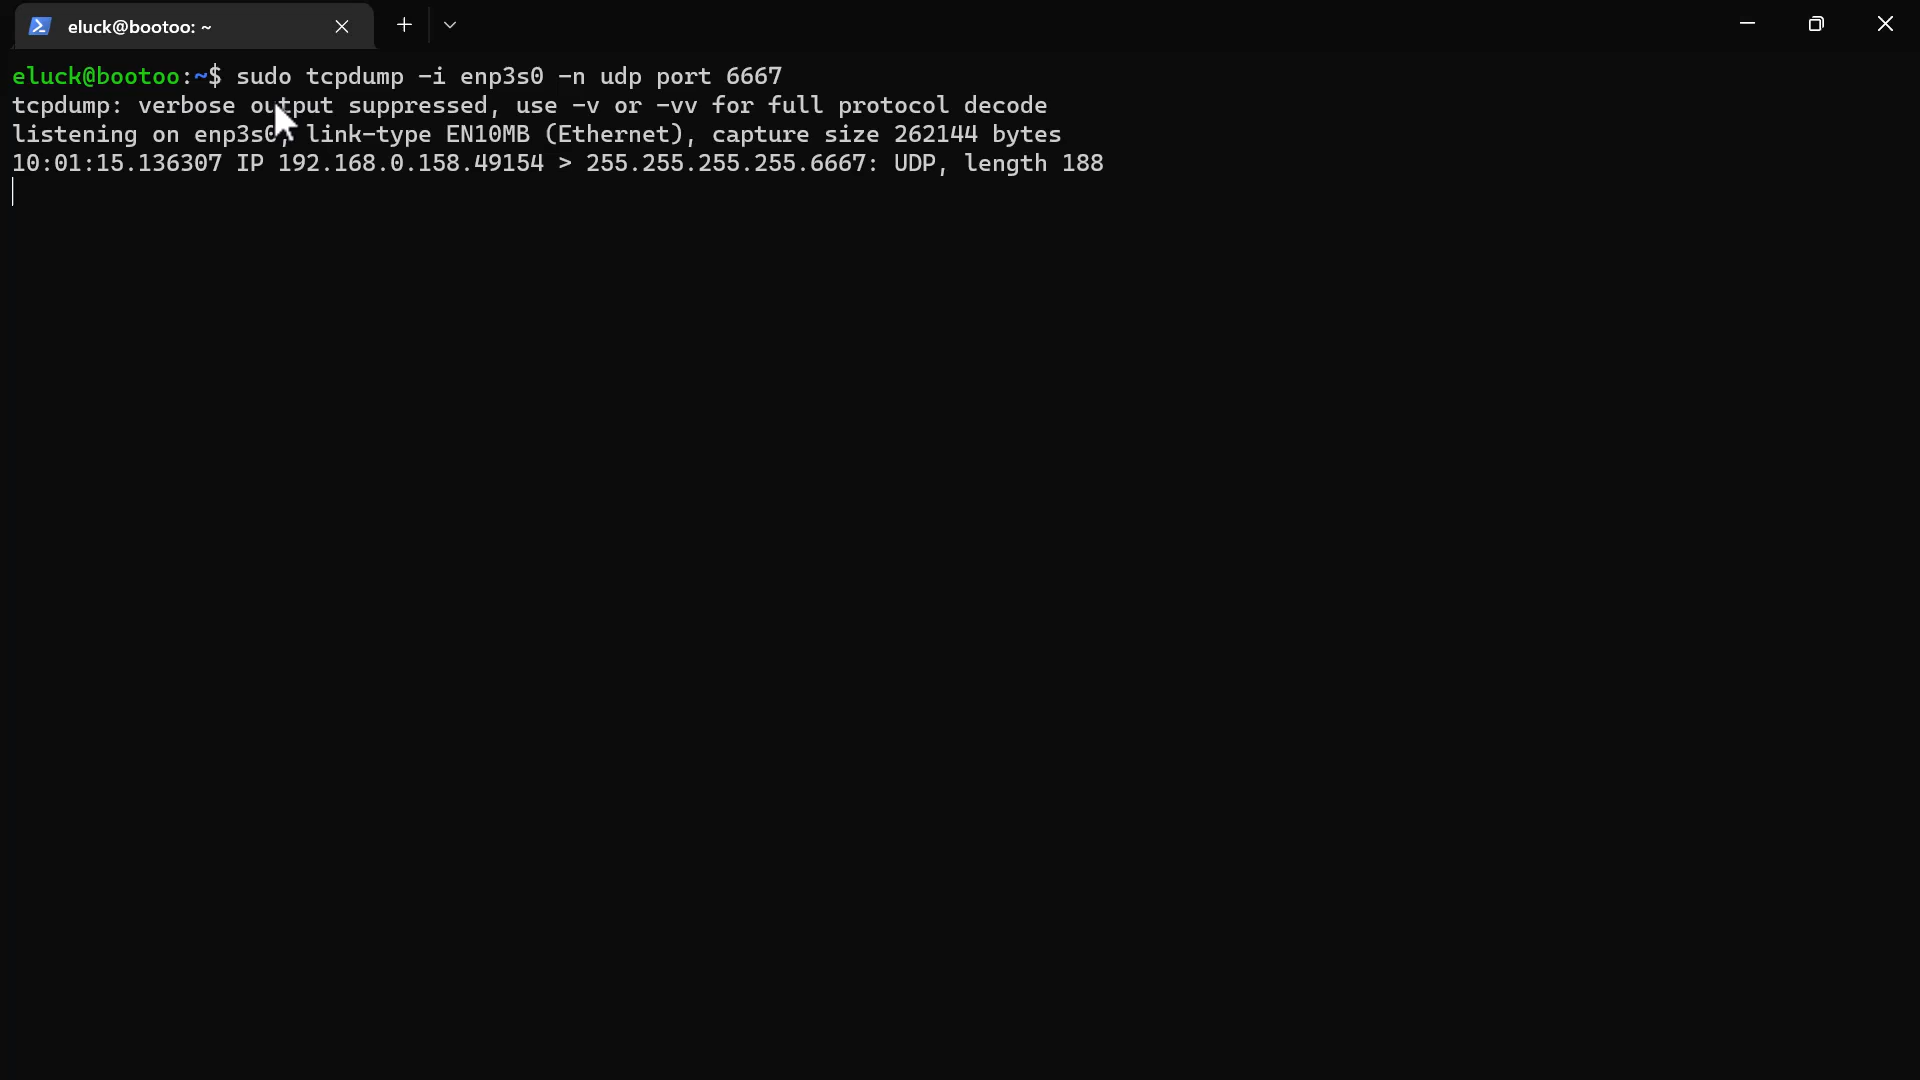 eluck@bootoo: ~
eluck@bootoo:~$ sudo tcpdump -i enp3s0 -n udp port 6667
tcpdump: verbose output suppressed, use -v or -vv for full protocol decode
listening on enp3s0, link-type EN10MB (Ethernet), capture size 262144 bytes
10:01:15.136307 IP 192.168.0.158.49154 > 255.255.255.255.6667: UDP, length 188